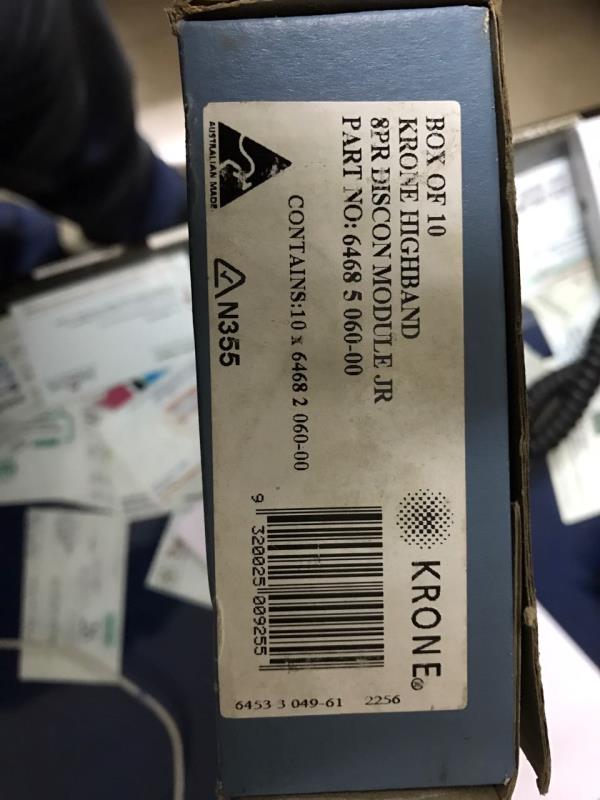 BOX OF 10
KRONE HIGHBAND
8PR DISCON MODULE JR
PART NO: 6468 5 060-00
CONTAINS:10 x 6468 2 060-00
AUSTRALIAN MADE
N355
KRONE®
9 320025 009255
6453 3 049-61 2256